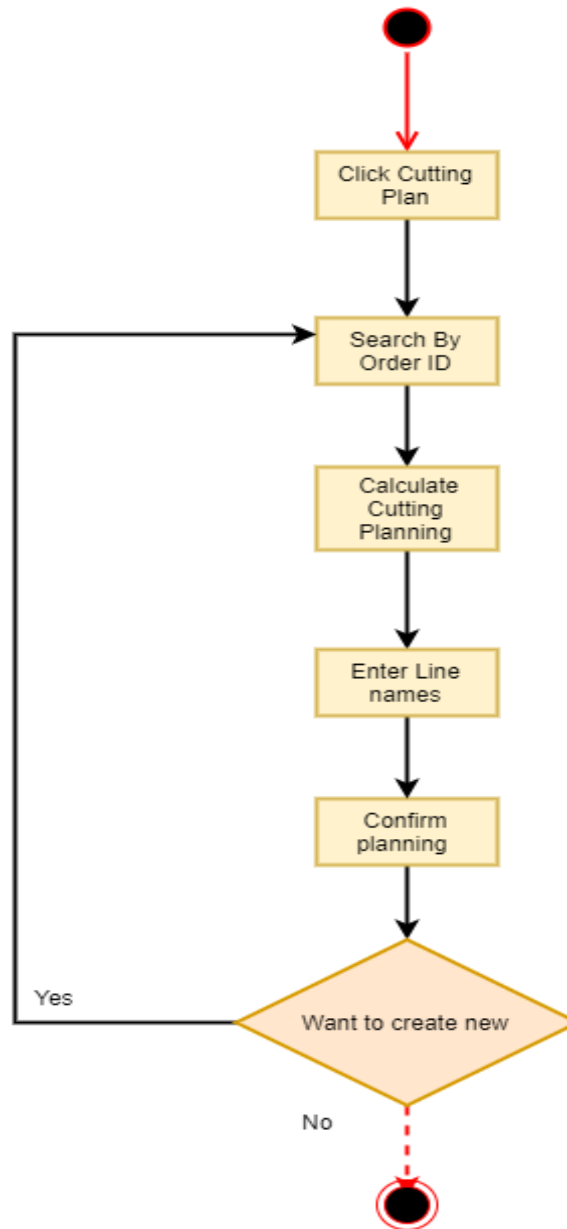 Click Cutting
Plan
Search By
Order ID
Calculate
Cutting
Planning
Enter Line
names
Confirm
planning
Yes
Want to create new
No